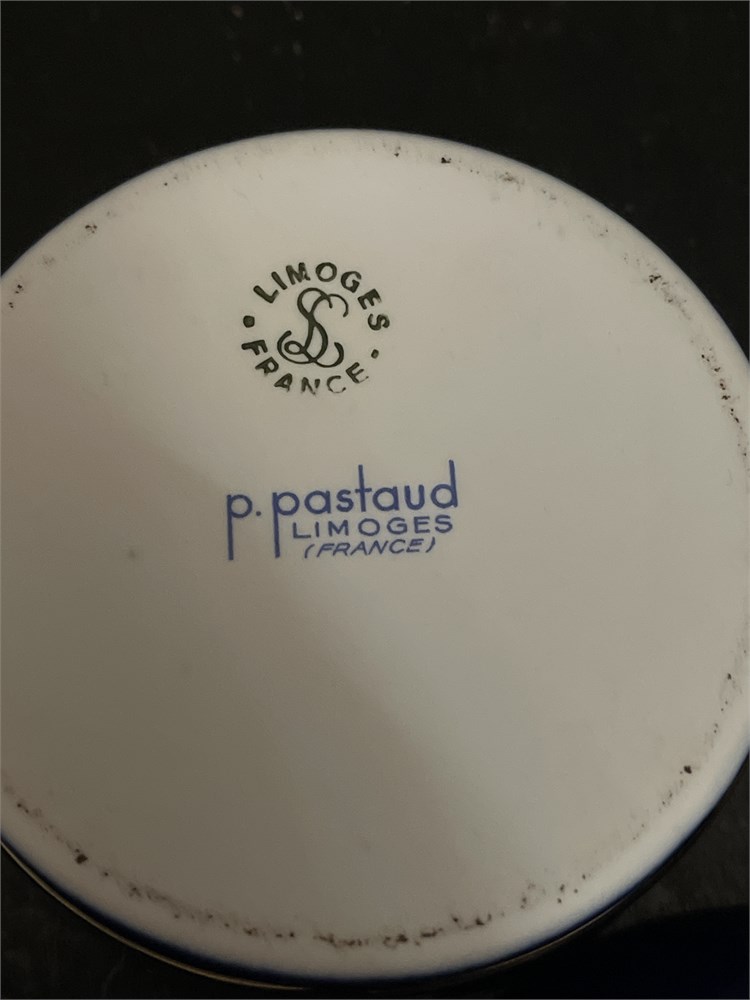 LIMOGES
FRANCE
p. pastaud
LIMOGES
(FRANCE)